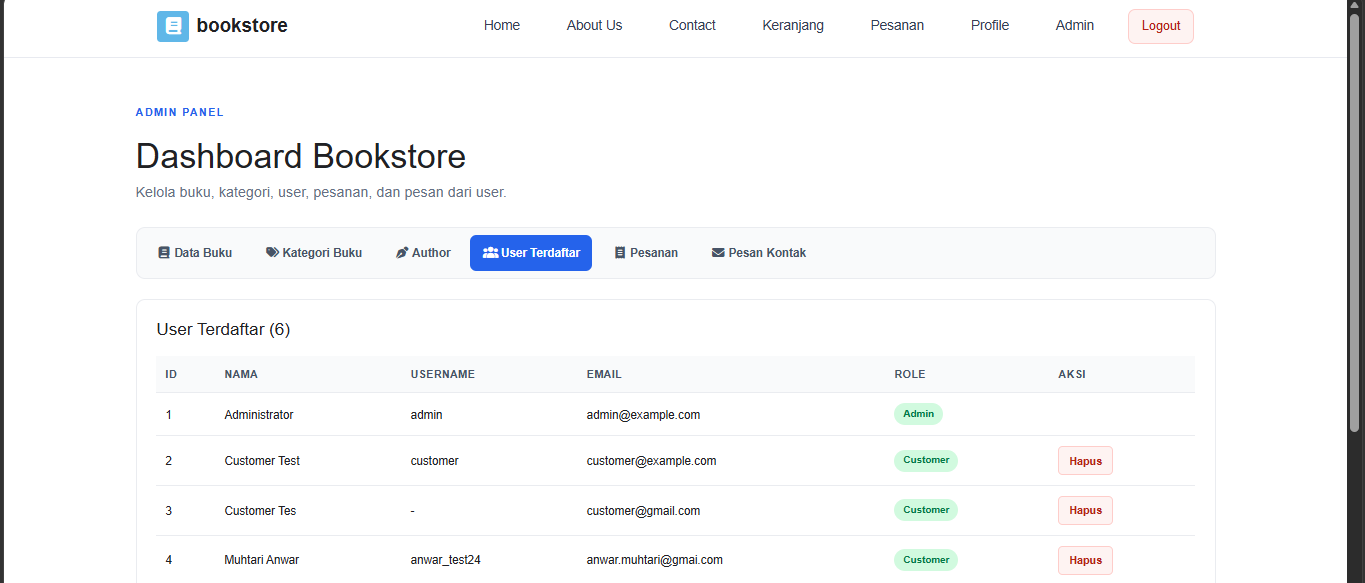 bookstore Home About Us Contact Keranjang Pesanan Profile Admin Logout
ADMIN PANEL
Dashboard Bookstore
Kelola buku, kategori, user, pesanan, dan pesan dari user.
Data Buku Kategori Buku Author User Terdaftar Pesanan Pesan Kontak
User Terdaftar (6)
ID NAMA USERNAME EMAIL ROLE AKSI
1 Administrator admin admin@example.com Admin
2 Customer Test customer customer@example.com Customer Hapus
3 Customer Tes - customer@gmail.com Customer Hapus
4 Muhtari Anwar anwar_test24 anwar.muhtari@gmai.com Customer Hapus